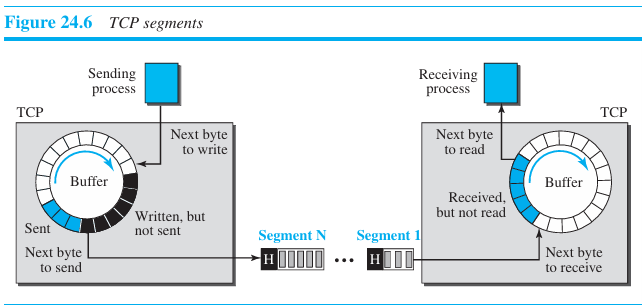 Figure 24.6 TCP segments
Sending
process
Receiving
process
TCP
TCP
Next byte
to write
Next byte
to read
Buffer
Buffer
Written, but
not sent
Received,
but not read
Sent
Segment N
Segment 1
Next byte
to send
H
H
Next byte
to receive